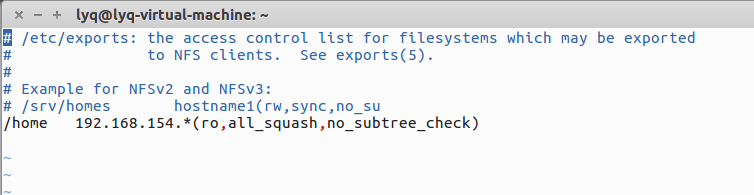 lyq@lyq-virtual-machine: ~
# /etc/exports: the access control list for filesystems which may be exported
#               to NFS clients.  See exports(5).
#
# Example for NFSv2 and NFSv3:
# /srv/homes       hostname1(rw,sync,no_su
/home   192.168.154.*(ro,all_squash,no_subtree_check)
~
~
~